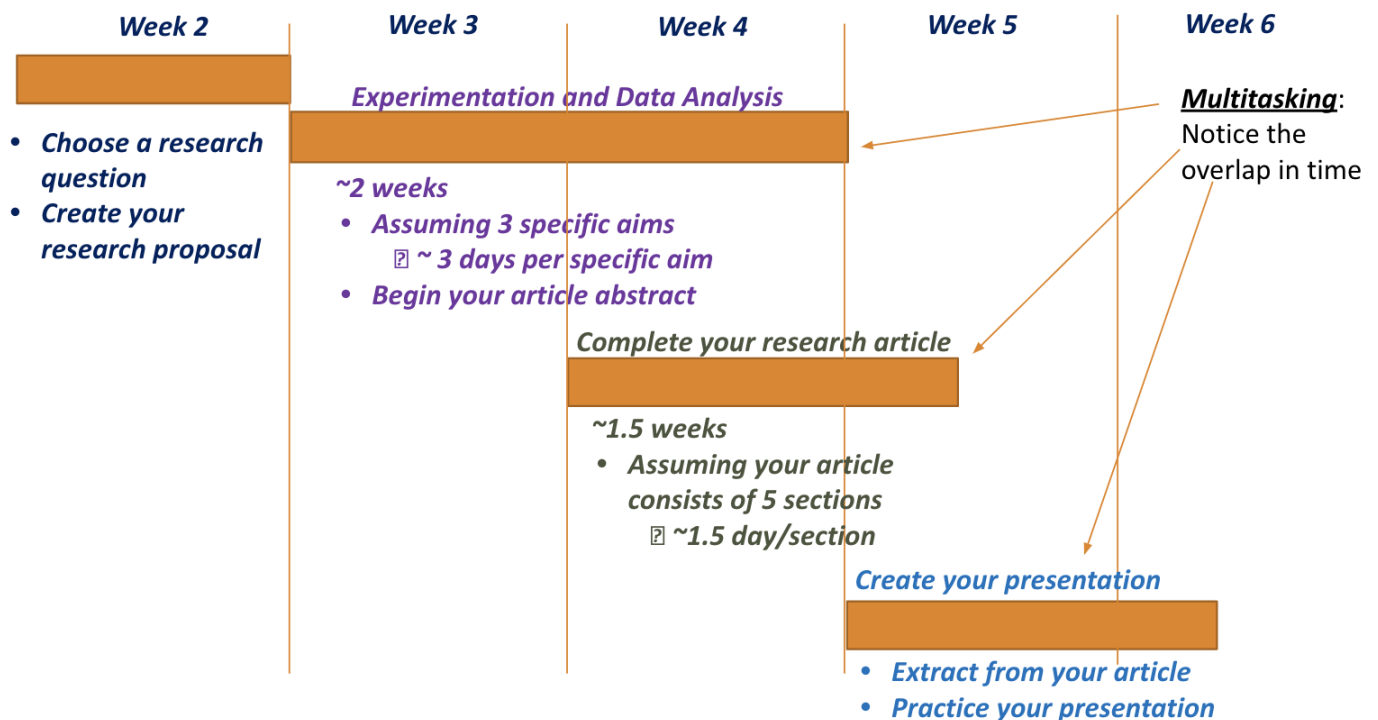 Week 2
Week 3
Week 4
Week 5
Week 6
• Choose a research
question
• Create your
research proposal
Experimentation and Data Analysis
~2 weeks
• Assuming 3 specific aims
⍰ ~ 3 days per specific aim
• Begin your article abstract
Multitasking:
Notice the
overlap in time
Complete your research article
~1.5 weeks
• Assuming your article
consists of 5 sections
⍰ ~1.5 day/section
Create your presentation
• Extract from your article
• Practice your presentation